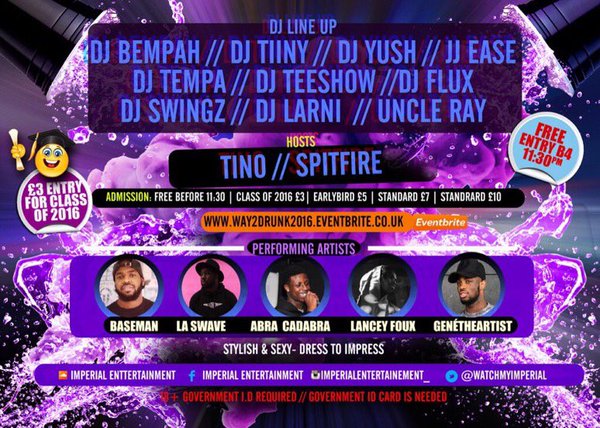 DJ LINE UP
DJ BEMPAH // DJ TIINY // DJ YUSH // JJ EASE
DJ TEMPA // DJ TEESHOW //DJ FLUX
DJ SWINGZ // DJ LARNI // UNCLE RAY
HOSTS
TINO // SPITFIRE
FREE
ENTRY B4
11:30PM
£3 ENTRY
FOR CLASS
OF 2016
ADMISSION: FREE BEFORE 11:30 | CLASS OF 2016 £3| EARLYBIRD £5 | STANDARD £7 | STANDRARD £10
WWW.WAY2DRUNK2016.EVENTBRITE.CO.UK Eventbrite
PERFORMING ARTISTS
BASEMAN LA SWAVE ABRA CADABRA LANCEY FOUX GENÉTHEARTIST
STYLISH & SEXY- DRESS TO IMPRESS
IMPERIAL ENTTERTAINMENT IMPERIAL ENTERTAINMENT IMPERIALENTERTAINEMENT_ @WATCHMYIMPERIAL
18+ GOVERNMENT I.D REQUIRED // GOVERNMENT ID CARD IS NEEDED